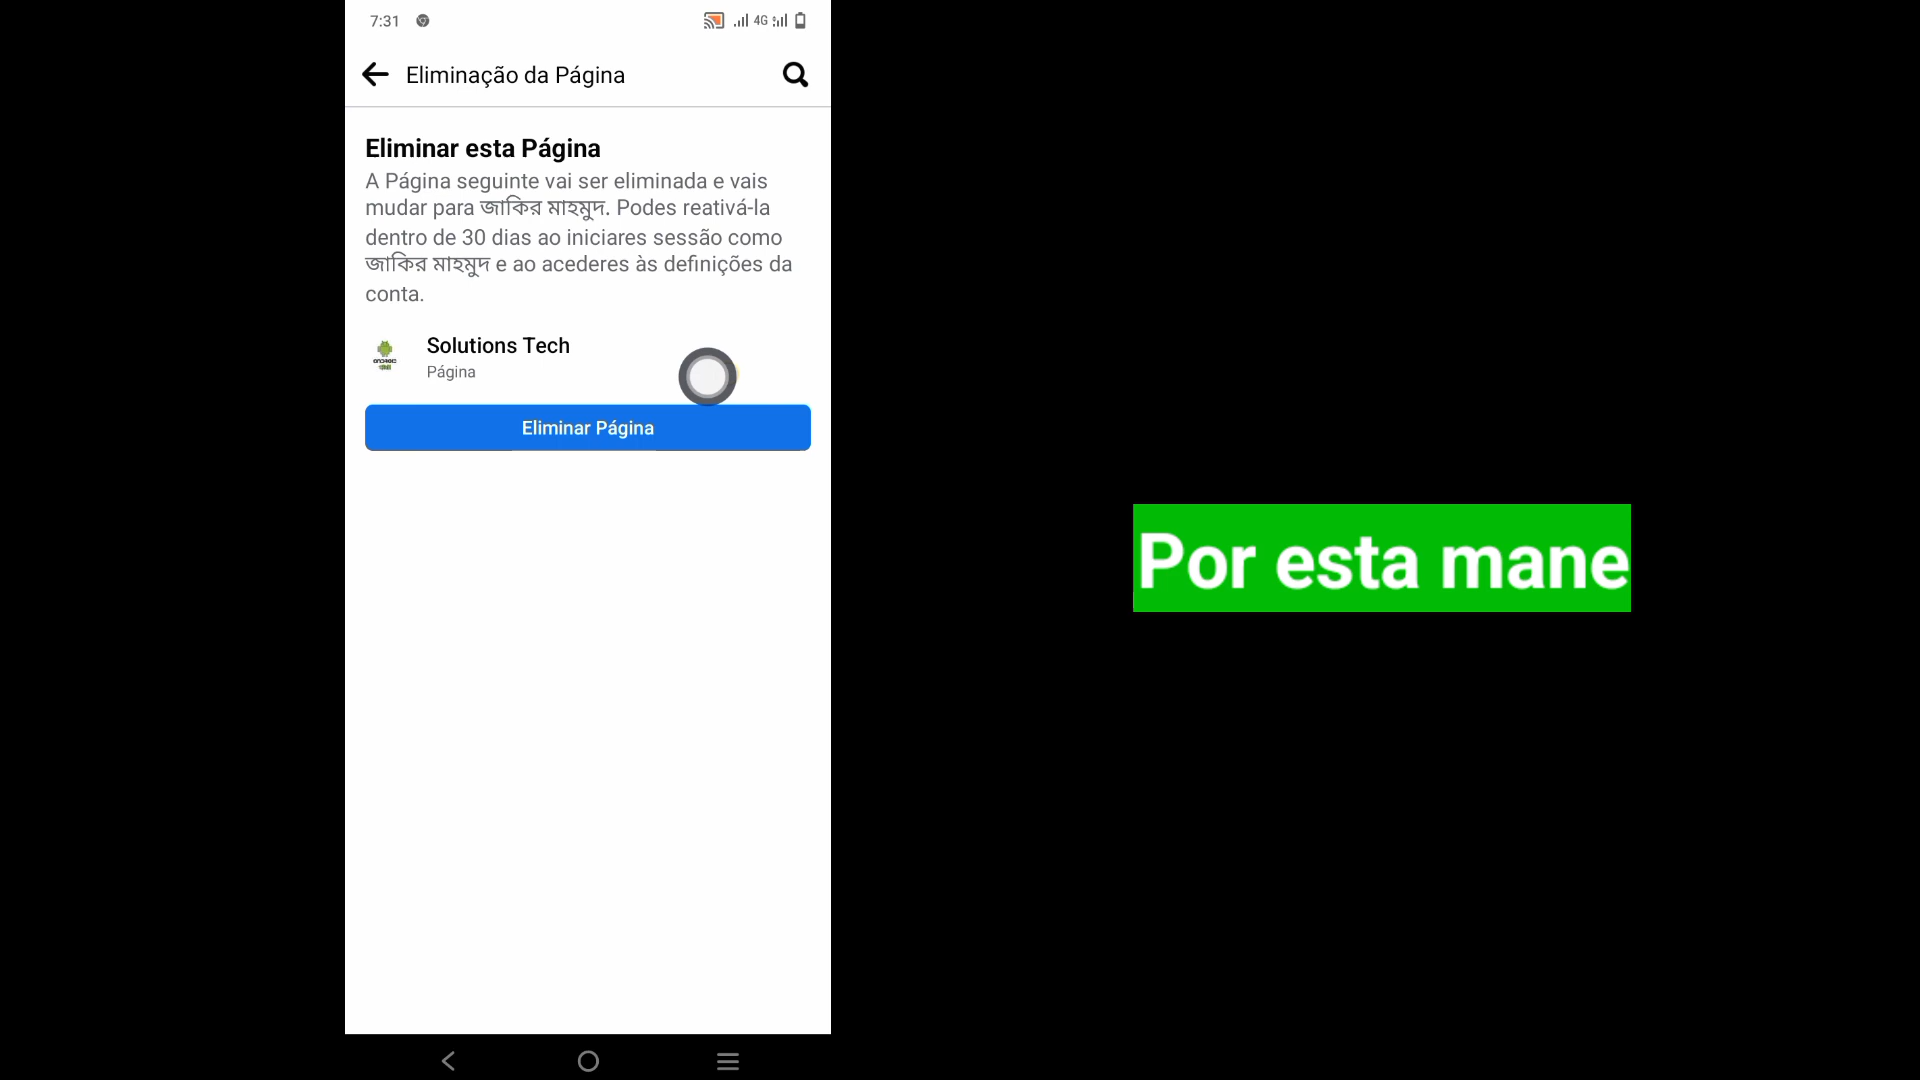 7:31
4G
Eliminação da Página
Eliminar esta Página
A Página seguinte vai ser eliminada e vais
mudar para জাকির মাহমুদ. Podes reativá-la
dentro de 30 dias ao iniciares sessão como
জাকির মাহমুদ e ao acederes às definições da
conta.
Solutions Tech
Página
Eliminar Página
Por esta mane